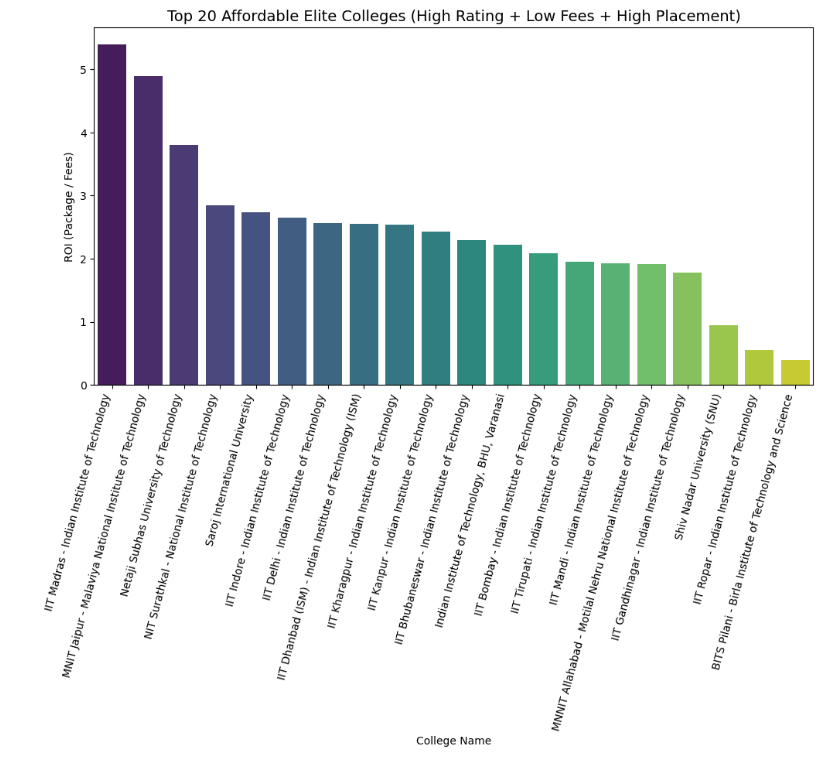 Top 20 Affordable Elite Colleges (High Rating + Low Fees + High Placement)
ROI (Package / Fees)
5
4
3
2
1
0
IIT Madras - Indian Institute of Technology
MNIT Jaipur - Malaviya National Institute of Technology
Netaji Subhas University of Technology
NIT Surathkal - National Institute of Technology
Saroj International University
IIT Indore - Indian Institute of Technology
IIT Delhi - Indian Institute of Technology
IIT Dhanbad (ISM) - Indian Institute of Technology (ISM)
IIT Kharagpur - Indian Institute of Technology
IIT Kanpur - Indian Institute of Technology
IIT Bhubaneswar - Indian Institute of Technology
Indian Institute of Technology, BHU, Varanasi
IIT Bombay - Indian Institute of Technology
IIT Tirupati - Indian Institute of Technology
IIT Mandi - Indian Institute of Technology
MNNIT Allahabad - Motilal Nehru National Institute of Technology
IIT Gandhinagar - Indian Institute of Technology
Shiv Nadar University (SNU)
IIT Ropar - Indian Institute of Technology
BITS Pilani - Birla Institute of Technology and Science
College Name